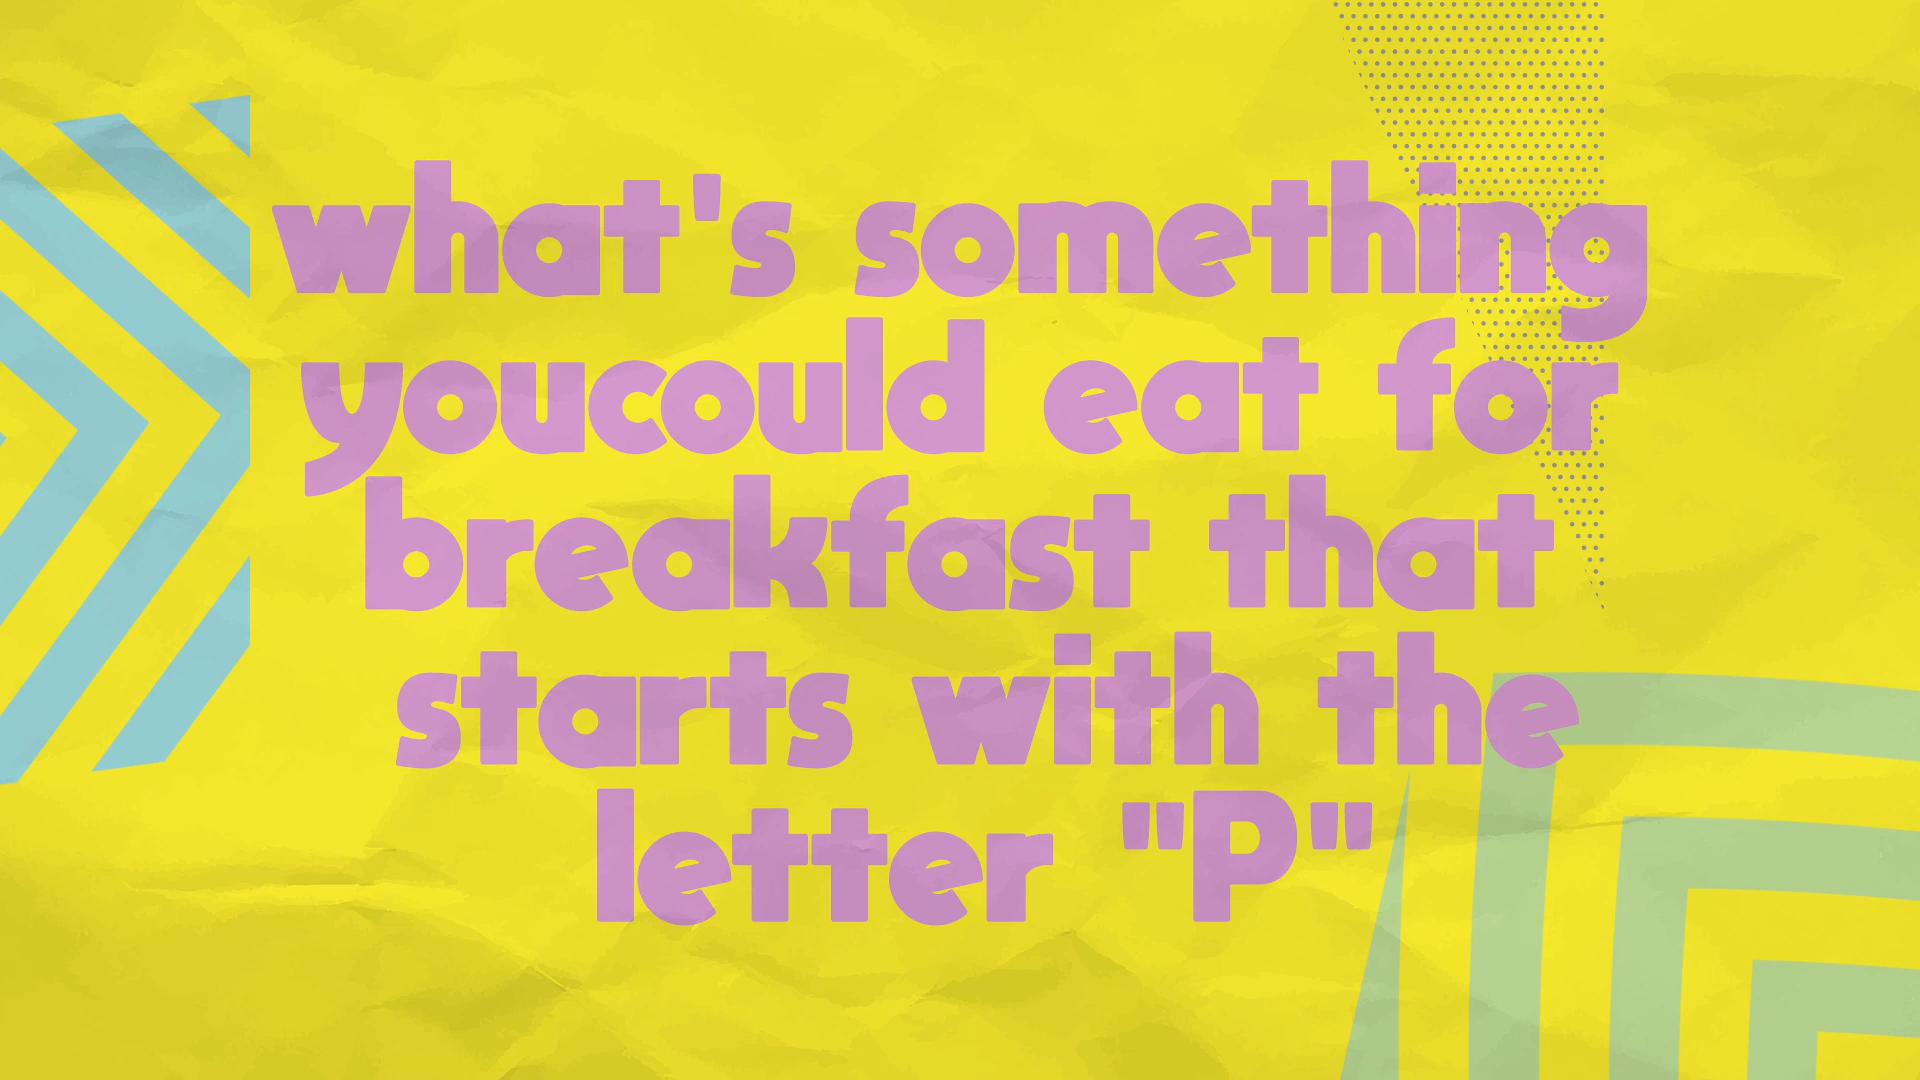 what's something
youcould eat for
breakfast that
starts with the
letter "P"